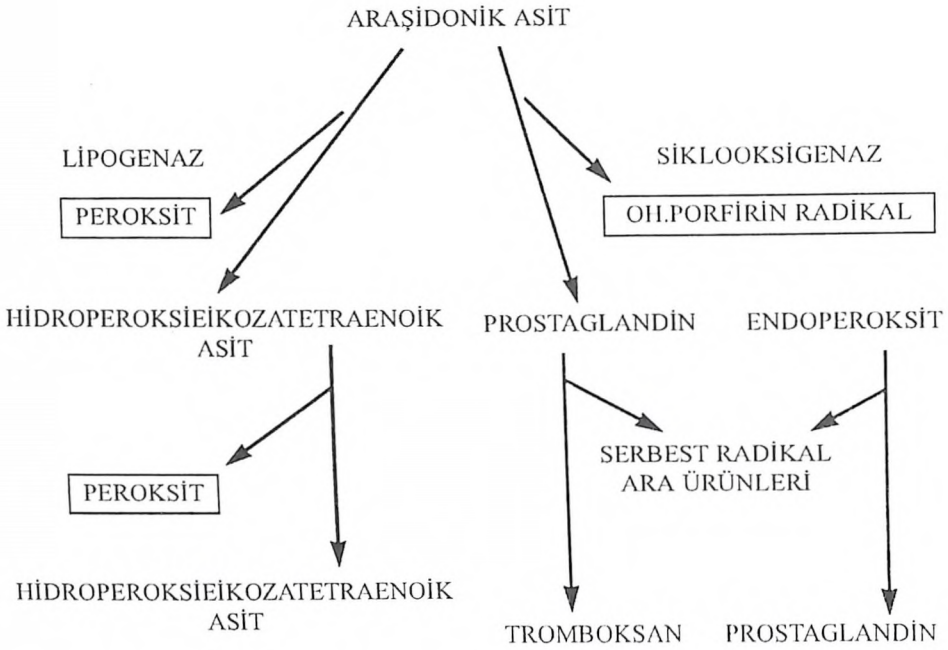 ARAŞİDONİK ASİT
LİPOGENAZ
SİKLOOKSİGENAZ
PEROKSİT
OH.PORFİRİN RADİKAL
HİDROPEROKSİEİKOZATETRAENOİK
ASİT
PROSTAGLANDİN
ENDOPEROKSİT
SERBEST RADİKAL
ARA ÜRÜNLERİ
PEROKSİT
HİDROPEROKSİEİKOZATETRAENOİK
ASİT
TROMBOKSAN
PROSTAGLANDİN